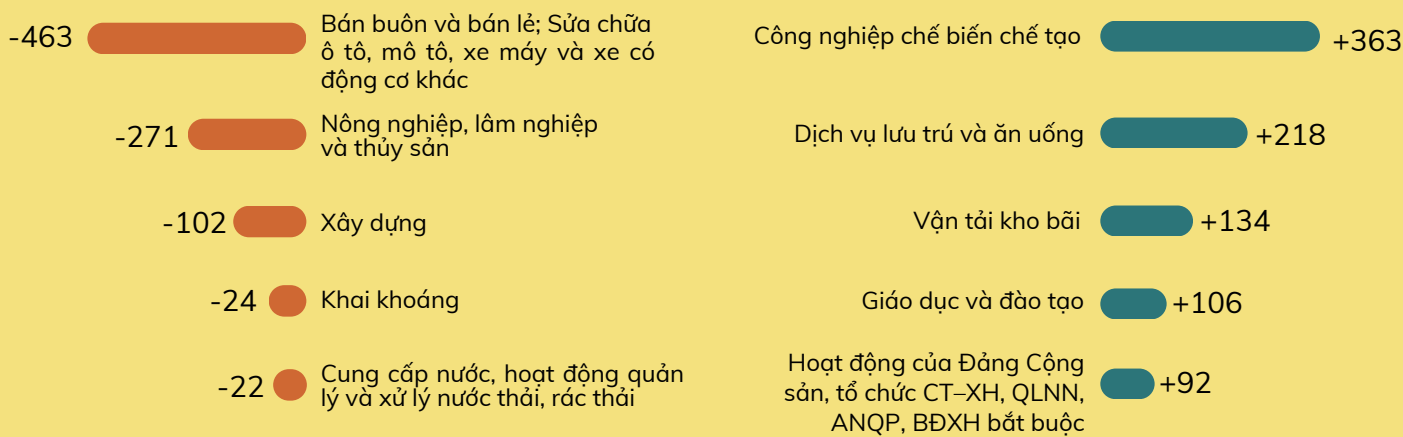 -463
Bán buôn và bán lẻ; Sửa chữa
ô tô, mô tô, xe máy và xe có
động cơ khác
-271
Nông nghiệp, lâm nghiệp
và thủy sản
-102
Xây dựng
-24
Khai khoáng
-22
Cung cấp nước, hoạt động quản
lý và xử lý nước thải, rác thải
Công nghiệp chế biến chế tạo
+363
Dịch vụ lưu trú và ăn uống
+218
Vận tải kho bãi
+134
Giáo dục và đào tạo
+106
Hoạt động của Đảng Cộng
sản, tổ chức CT–XH, QLNN,
ANQP, BĐXH bắt buộc
+92